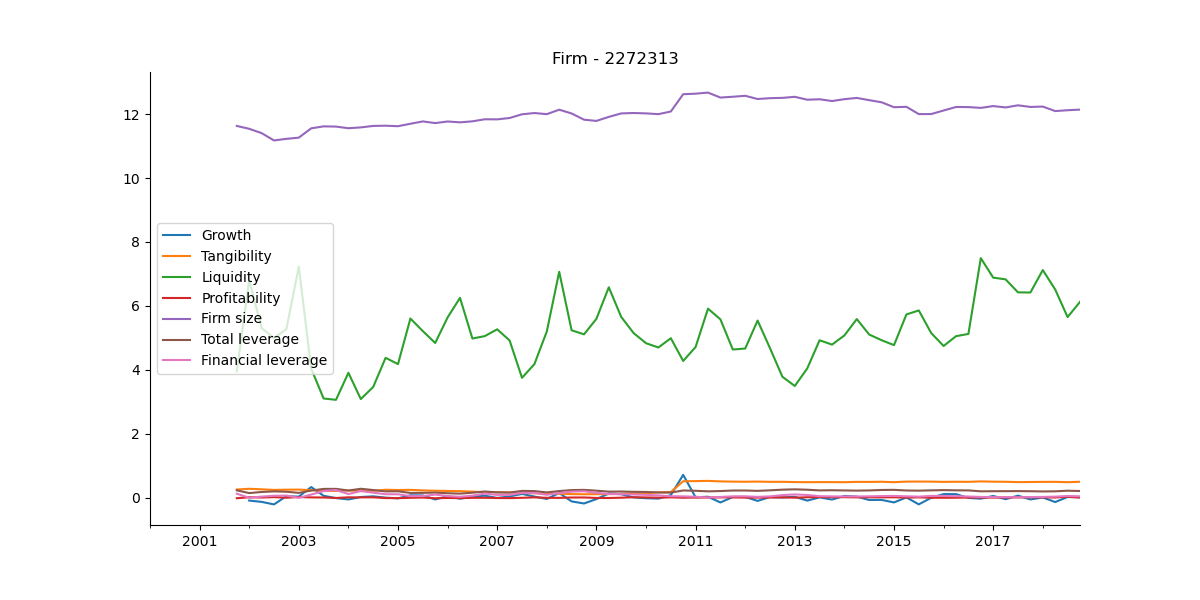 Firm - 2272313
12
10
8
6
4
2
0
Growth
Tangibility
Liquidity
Profitability
Firm size
Total leverage
Financial leverage
2001 2003 2005 2007 2009 2011 2013 2015 2017